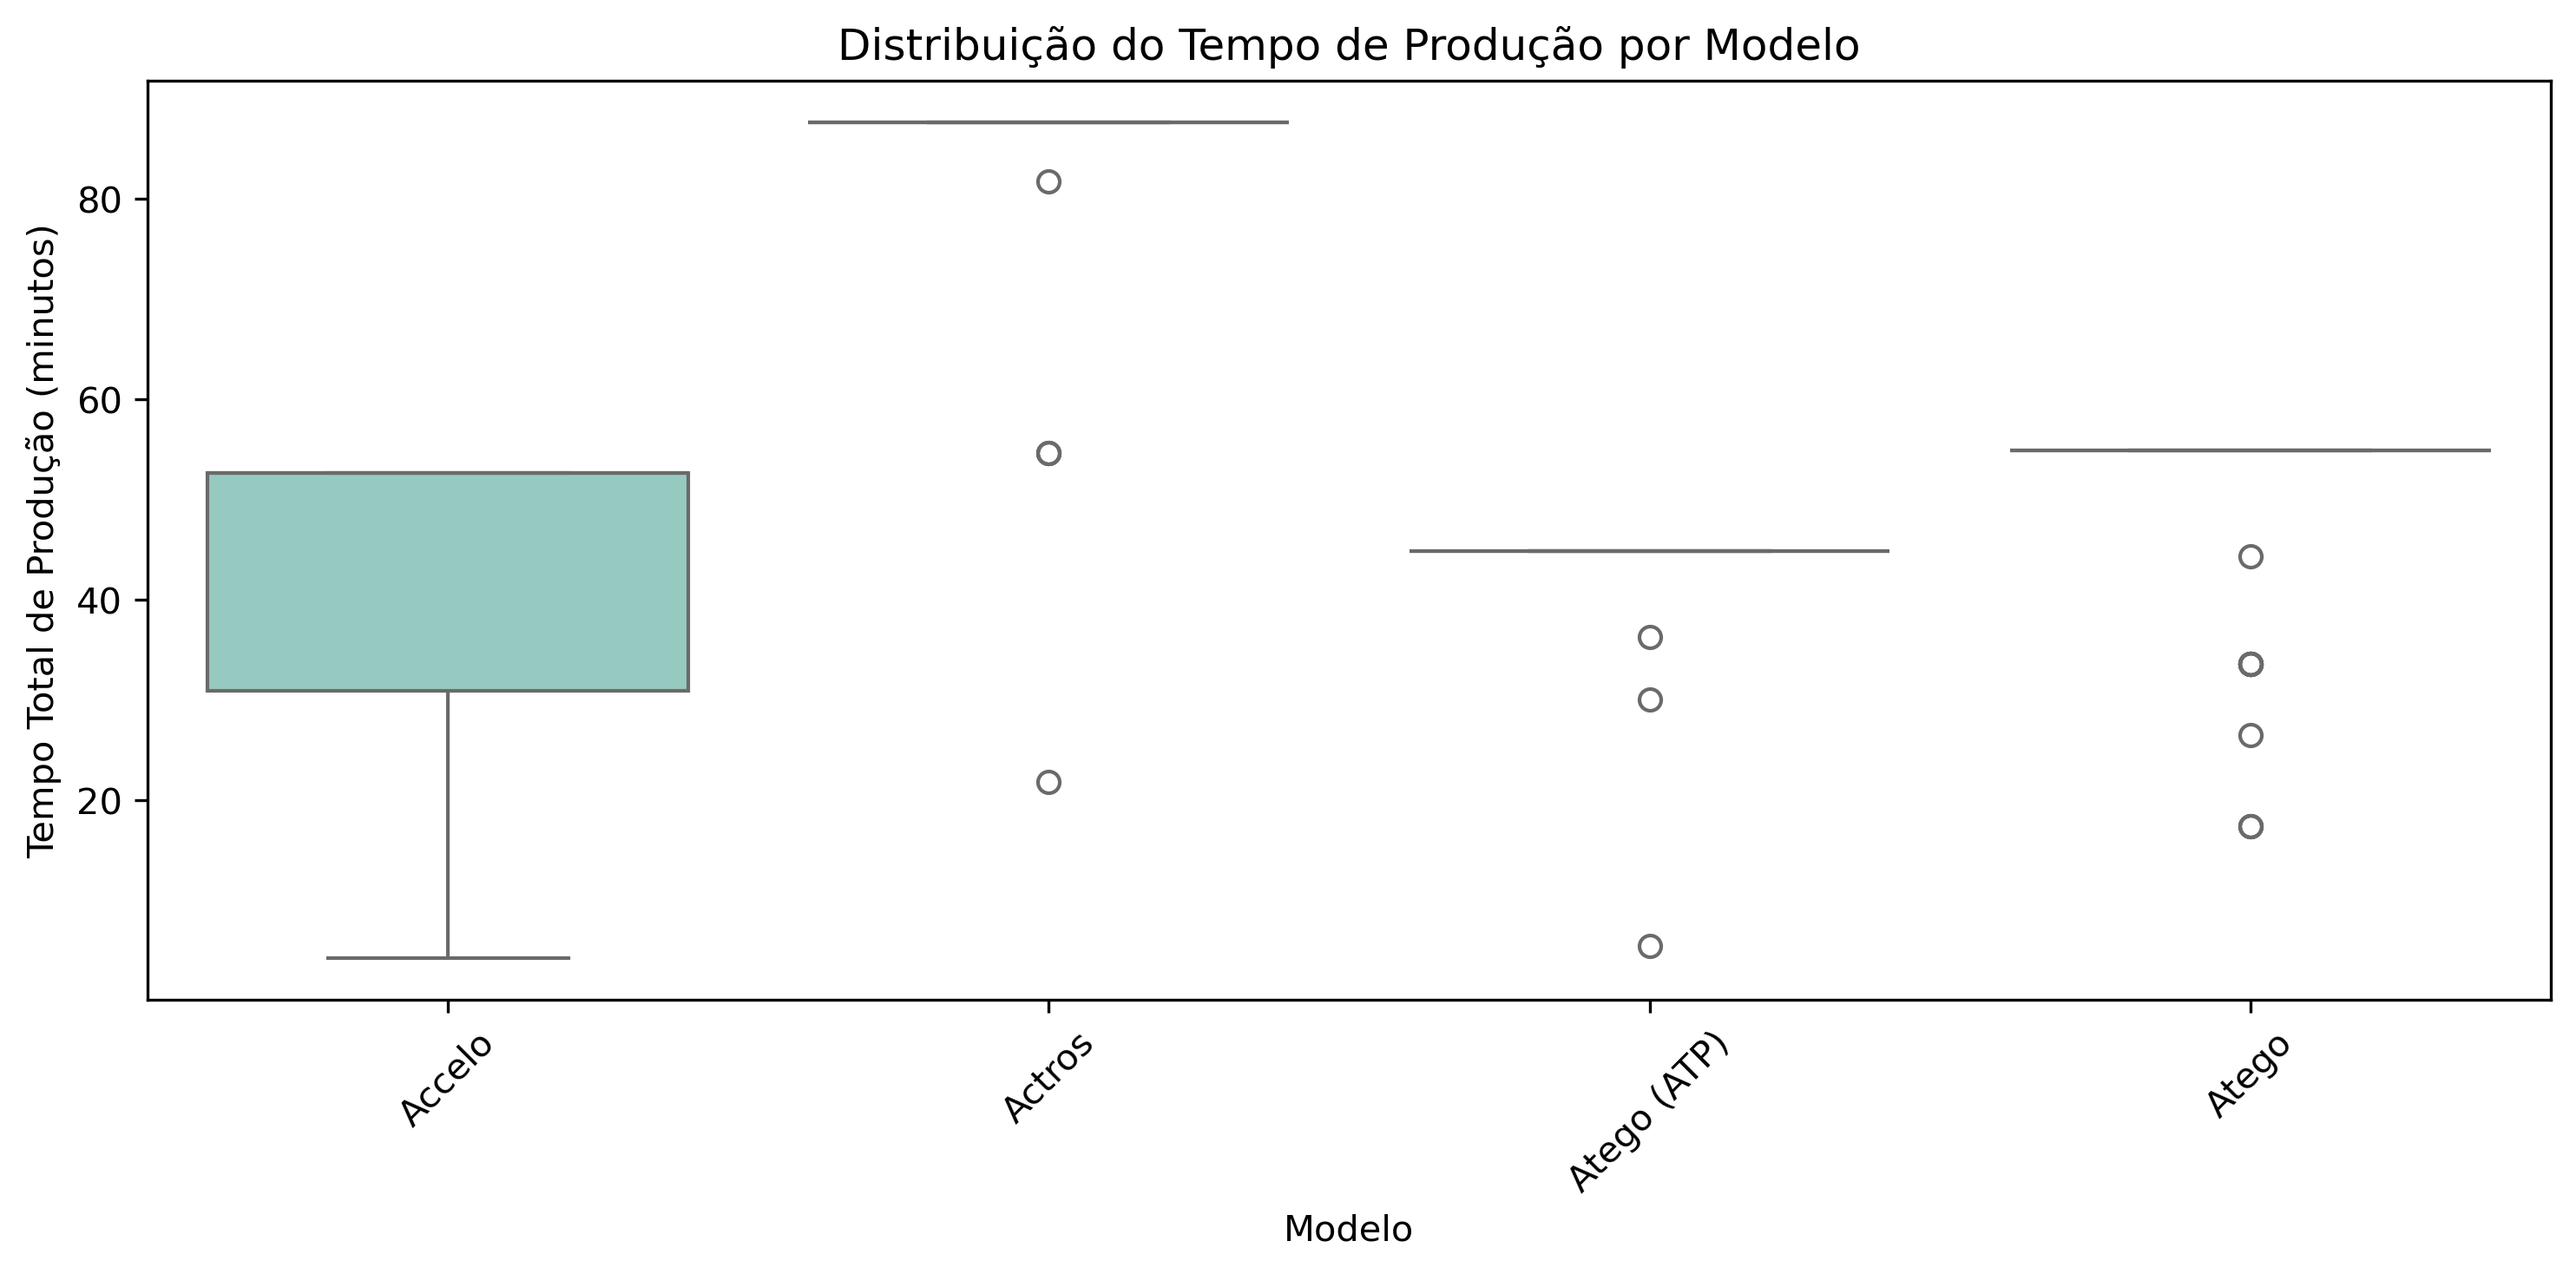 Distribuição do Tempo de Produção por Modelo
Tempo Total de Produção (minutos)
80
60
40
20
Accelo
Actros
Atego (ATP)
Atego
Modelo